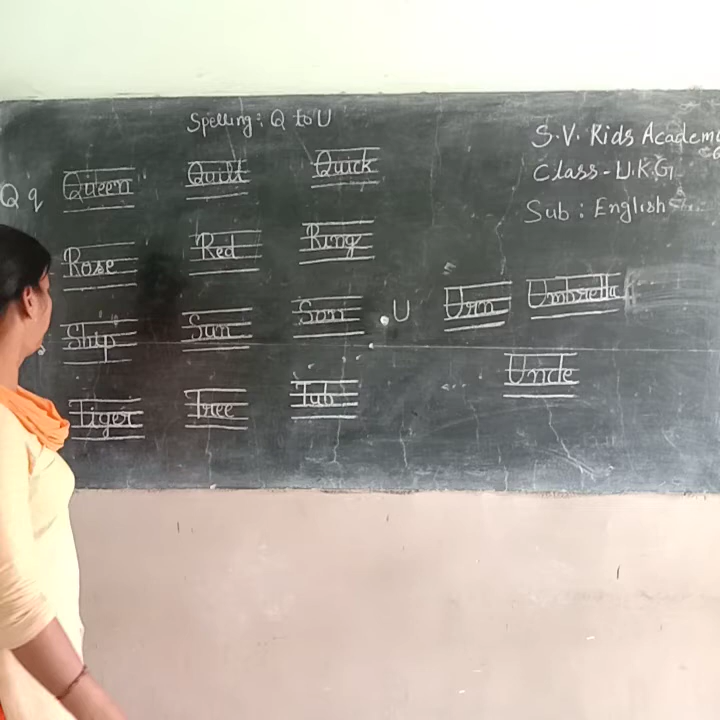 Spelling: Q to U
S.V. Kids Academy
Class - U.K.G
Sub : English
Q q Queen Quilt Quick
Rose Red Ring
Ship Sun Son
U Urn Umbrella
Tiger Tree Tub
Uncle